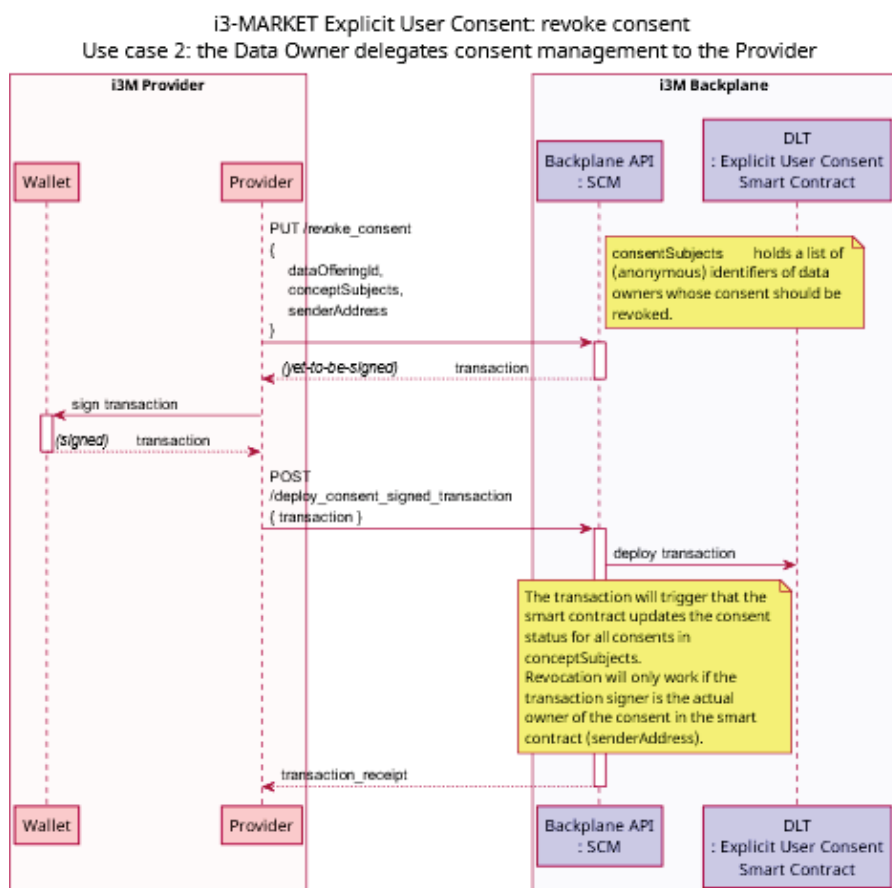 i3-MARKET Explicit User Consent: revoke consent
Use case 2: the Data Owner delegates consent management to the Provider
i3M Provider
i3M Backplane
Wallet
Provider
Backplane API
: SCM
DLT
: Explicit User Consent
Smart Contract
PUT /revoke_consent
{
dataOfferingId,
conceptSubjects,
senderAddress
}
consentSubjects holds a list of
(anonymous) identifiers of data
owners whose consent should be
revoked.
(yet-to-be-signed) transaction
sign transaction
(signed) transaction
POST
/deploy_consent_signed_transaction
{ transaction }
deploy transaction
The transaction will trigger that the
smart contract updates the consent
status for all consents in
conceptSubjects.
Revocation will only work if the
transaction signer is the actual
owner of the consent in the smart
contract (senderAddress).
transaction_receipt
Wallet
Provider
Backplane API
: SCM
DLT
: Explicit User Consent
Smart Contract